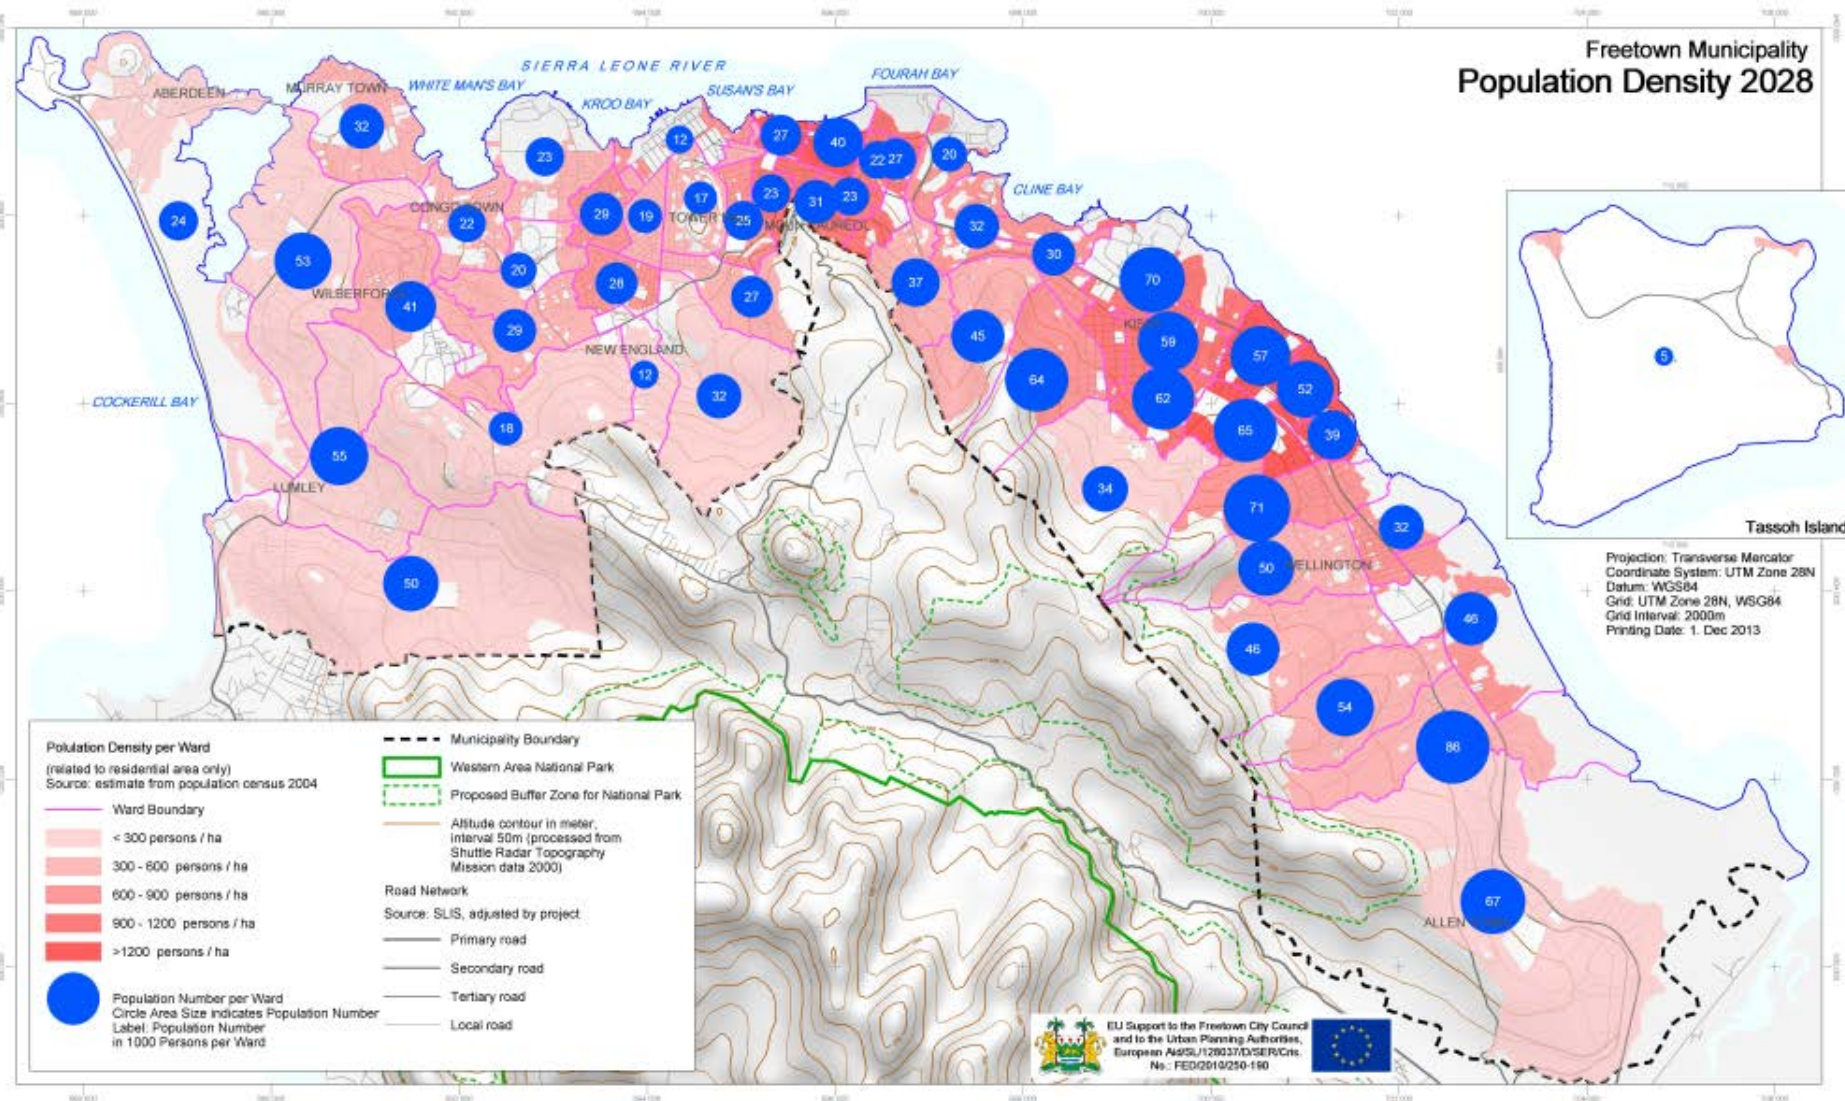 Freetown Municipality
Population Density 2028
SIERRA LEONE RIVER
FOURAH BAY
WHITE MAN'S BAY
SUSAN'S BAY
KROO BAY
CLINE BAY
COCKERILL BAY
ABERDEEN
MURRAY TOWN
CONGO TOWN
WILBERFOR
NEW ENGLAND
LUMLEY
TOWER
KIS
WELLINGTON
ALLEN
32
23
12
27
40
22
27
20
24
53
22
29
19
17
25
23
31
23
32
30
41
20
28
29
27
37
70
45
59
57
12
32
64
62
52
18
55
65
39
34
71
32
50
50
46
46
54
86
67
5
Tassoh Island
Projection: Transverse Mercator
Coordinate System: UTM Zone 28N
Datum: WGS84
Grid: UTM Zone 28N, WSG84
Grid Interval: 2000m
Printing Date: 1. Dec 2013
Polulation Density per Ward
(related to residential area only)
Source: estimate from population census 2004
Ward Boundary
< 300 persons / ha
300 - 600 persons / ha
600 - 900 persons / ha
900 - 1200 persons / ha
>1200 persons / ha
Population Number per Ward
Circle Area Size indicates Population Number
Label: Population Number
in 1000 Persons per Ward
Municipality Boundary
Western Area National Park
Proposed Buffer Zone for National Park
Altitude contour in meter,
interval 50m (processed from
Shuttle Radar Topography
Mission data 2000)
Road Network
Source: SLIS, adjusted by project
Primary road
Secondary road
Tertiary road
Local road
EU Support to the Freetown City Council
and to the Urban Planning Authorities,
European Aid/SL/128037/D/SER/Cris.
No.: FED/2010/250-190